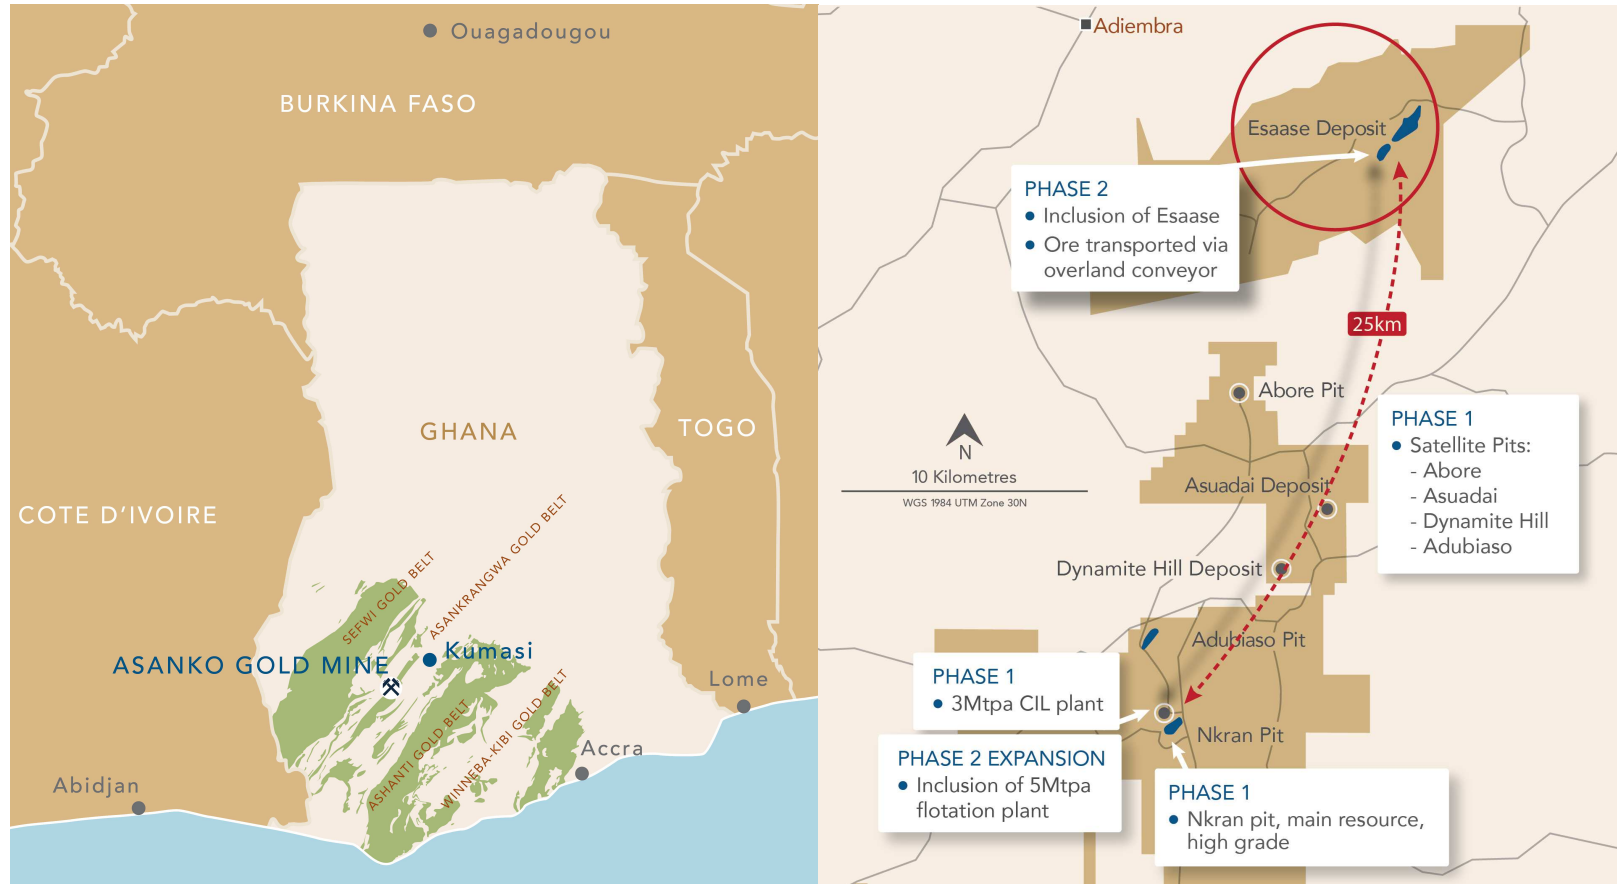 Ouagadougou
BURKINA FASO
GHANA
TOGO
COTE D'IVOIRE
SEFWI GOLD BELT
ASANKRANGWA GOLD BELT
Kumasi
ASANKO GOLD MINE
ASHANTI GOLD BELT
WINNEBA-KIBI GOLD BELT
Lome
Accra
Abidjan
Adiembra
Esaase Deposit
PHASE 2
• Inclusion of Esaase
• Ore transported via
overland conveyor
25km
Abore Pit
N
10 Kilometres
WGS 1984 UTM Zone 30N
PHASE 1
• Satellite Pits:
- Abore
- Asuadai
- Dynamite Hill
- Adubiaso
Asuadai Deposit
Dynamite Hill Deposit
Adubiaso Pit
PHASE 1
• 3Mtpa CIL plant
Nkran Pit
PHASE 2 EXPANSION
• Inclusion of 5Mtpa
flotation plant
PHASE 1
• Nkran pit, main resource,
high grade